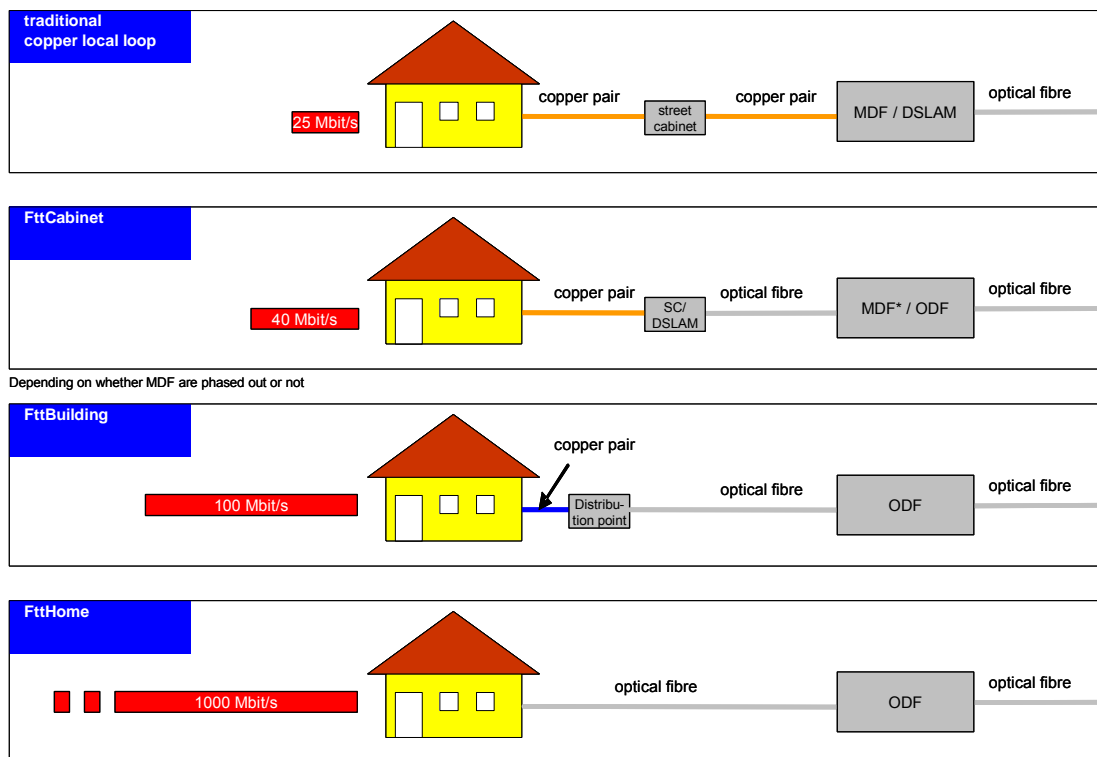 traditional
copper local loop
25 Mbit/s
copper pair
street
cabinet
copper pair
MDF / DSLAM
optical fibre
FttCabinet
40 Mbit/s
copper pair
SC/
DSLAM
optical fibre
MDF* / ODF
optical fibre
Depending on whether MDF are phased out or not
FttBuilding
100 Mbit/s
copper pair
Distribu-
tion point
optical fibre
ODF
optical fibre
FttHome
1000 Mbit/s
optical fibre
ODF
optical fibre